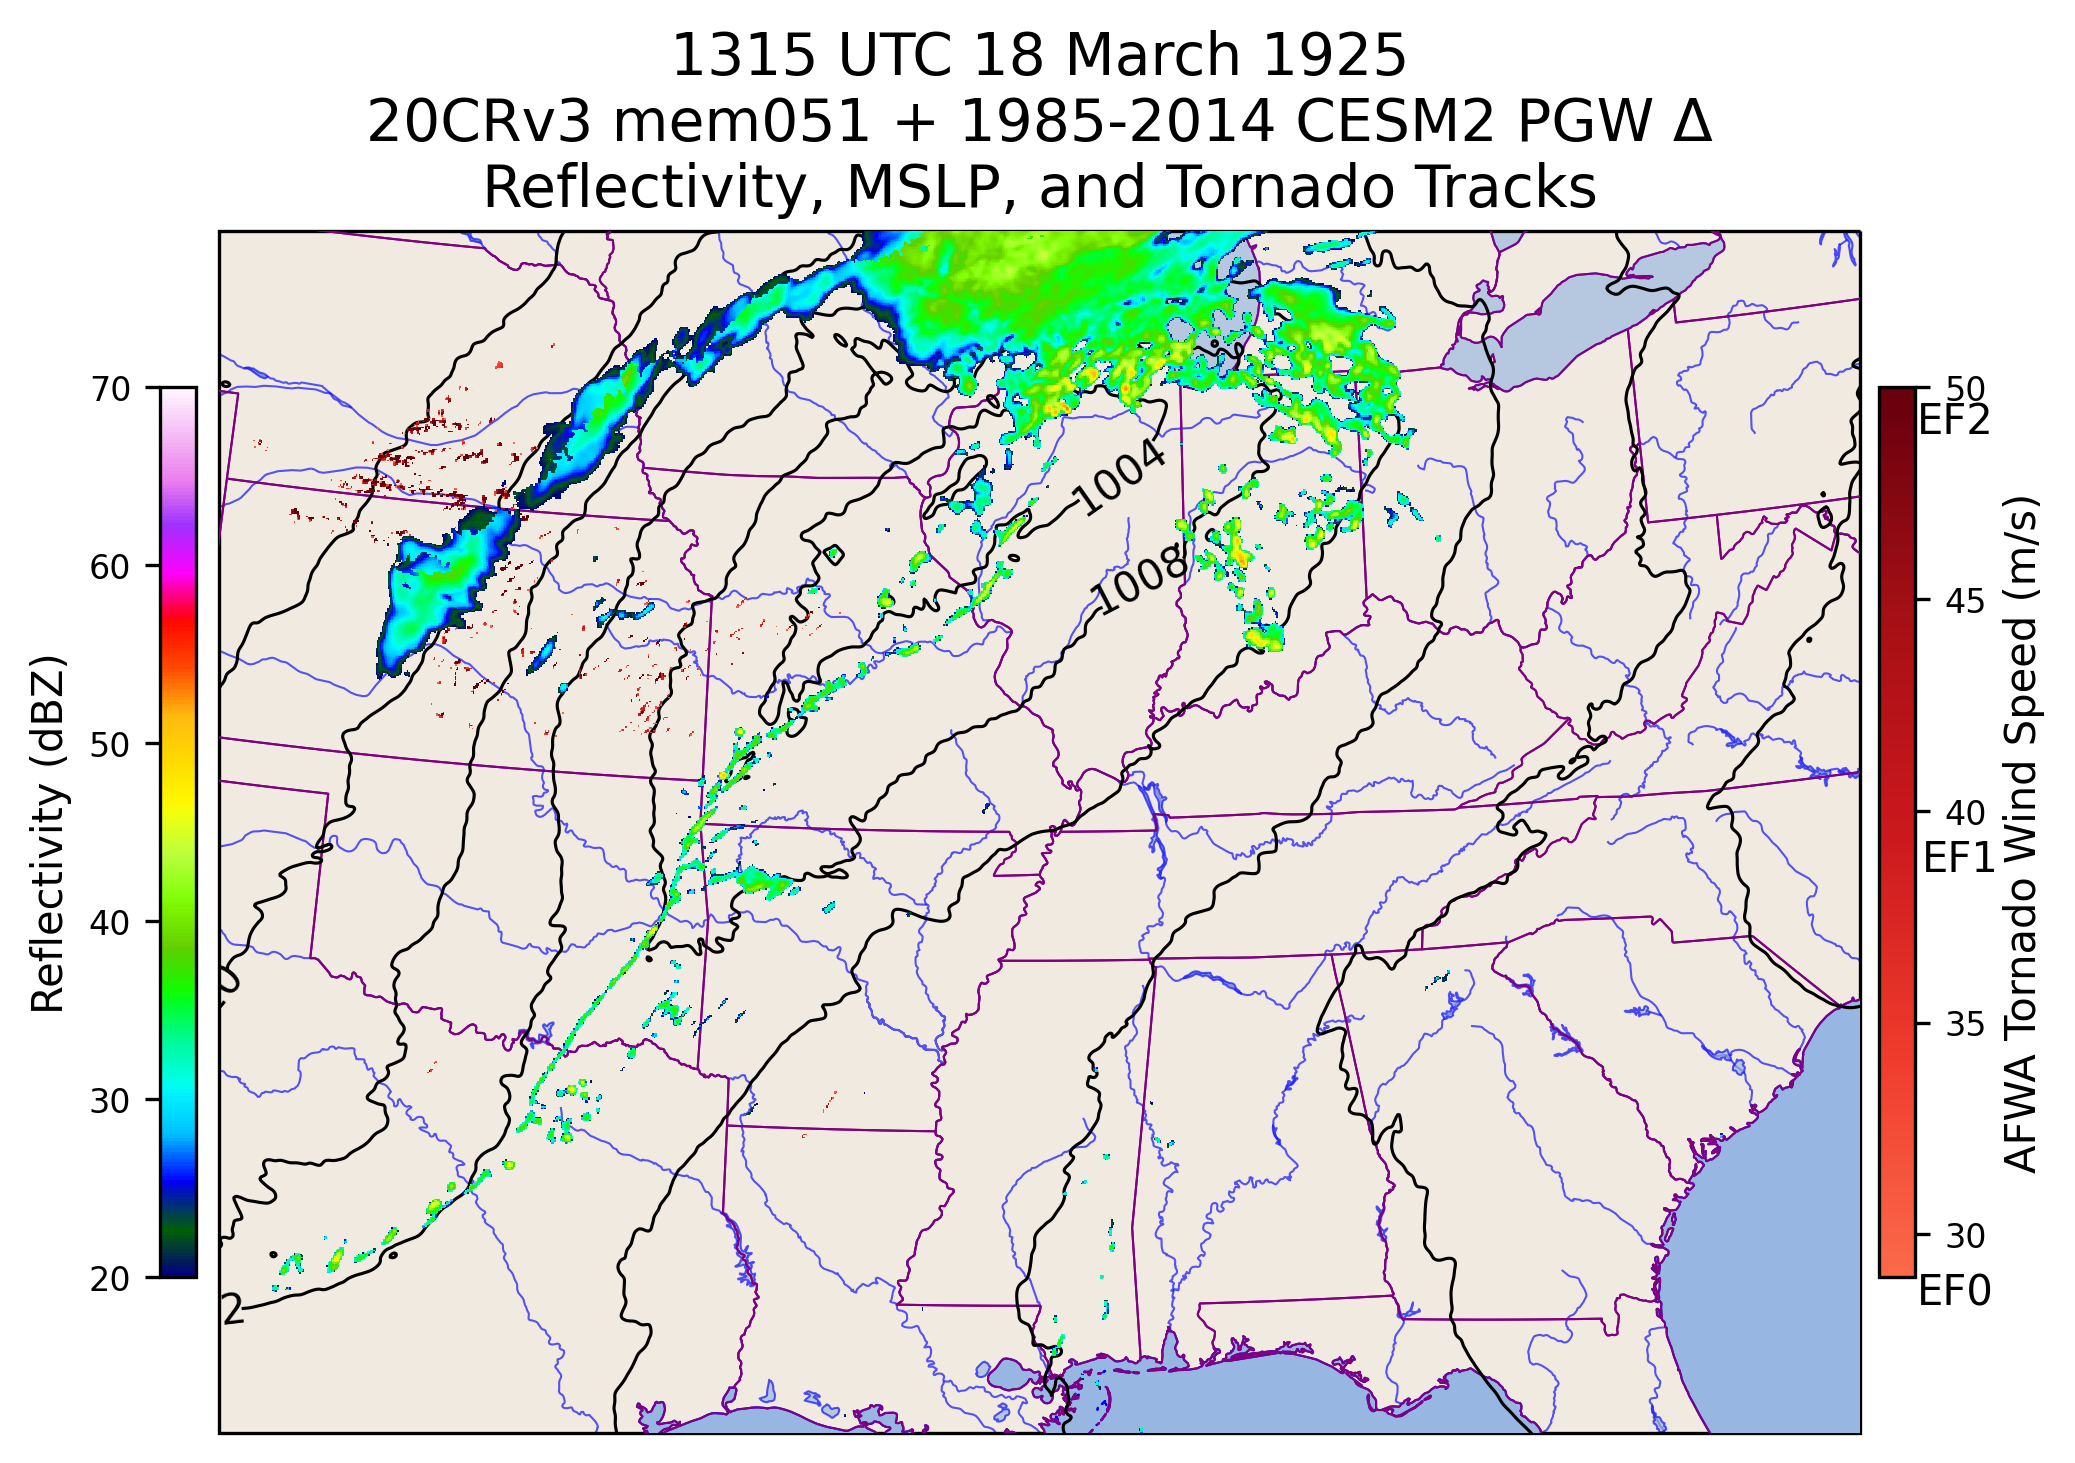 1315 UTC 18 March 1925
20CRv3 mem051 + 1985-2014 CESM2 PGW Δ
Reflectivity, MSLP, and Tornado Tracks
70
60
50
40
30
20
Reflectivity (dBZ)
1004
1008
2
50
EF2
45
40
EF1
35
30
EF0
AFWA Tornado Wind Speed (m/s)